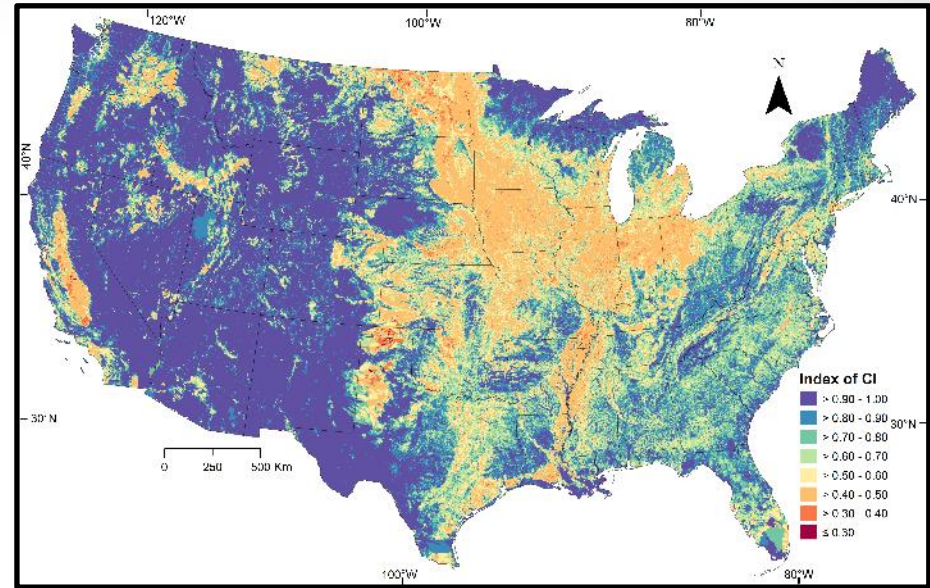 120°W
100°W
80°W
N
40°N
40°N
30°N
30°N
0 250 500 Km
Index of CI
> 0.90 - 1.00
> 0.80 - 0.90
> 0.70 - 0.80
> 0.60 - 0.70
> 0.50 - 0.60
> 0.40 - 0.50
> 0.30 - 0.40
≤ 0.30
100°W
80°W